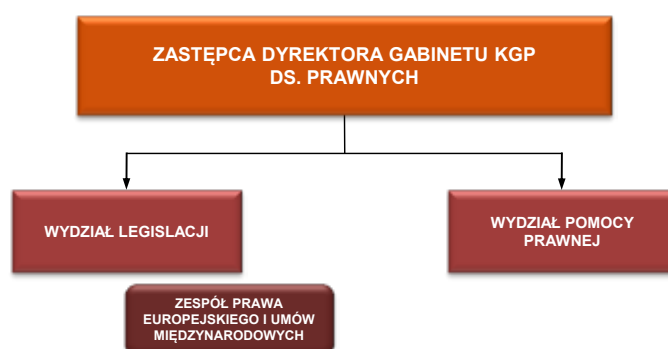 ZASTĘPCA DYREKTORA GABINETU KGP
DS. PRAWNYCH
WYDZIAŁ LEGISLACJI
WYDZIAŁ POMOCY
PRAWNEJ
ZESPÓŁ PRAWA
EUROPEJSKIEGO I UMÓW
MIĘDZYNARODOWYCH